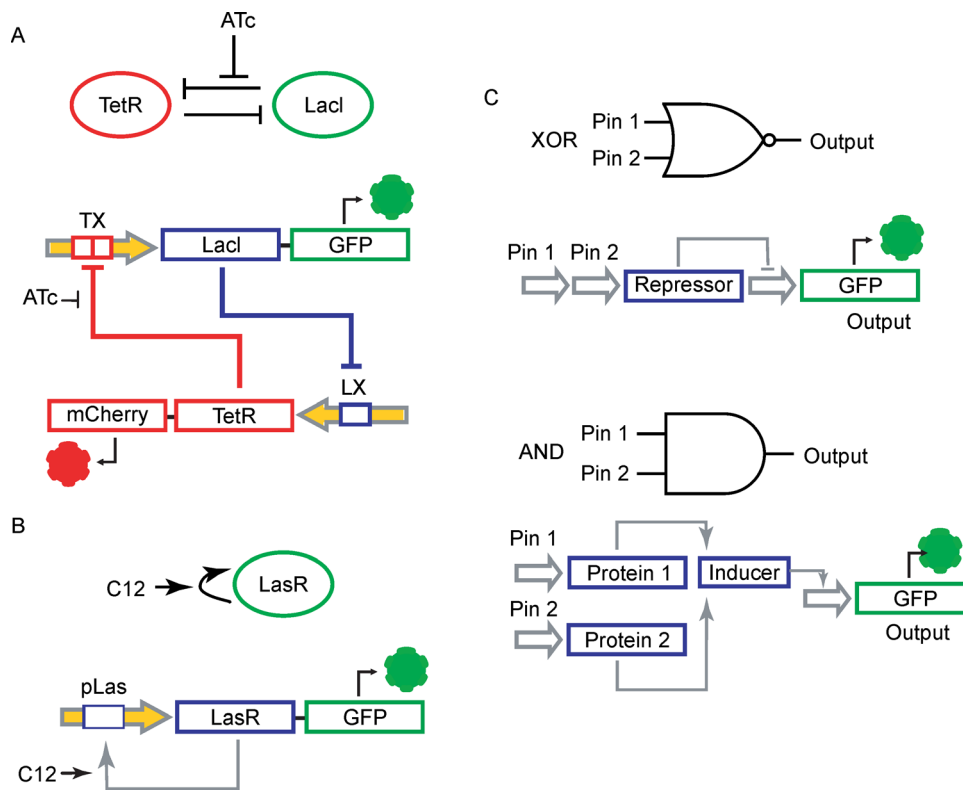 A
ATc
TetR
LacI
TX
LacI
GFP
ATc
LX
mCherry
TetR
B
C12
LasR
pLas
LasR
GFP
C12
C
XOR
Pin 1
Pin 2
Output
Pin 1
Pin 2
Repressor
GFP
Output
AND
Pin 1
Pin 2
Output
Pin 1
Protein 1
Inducer
GFP
Pin 2
Protein 2
Output